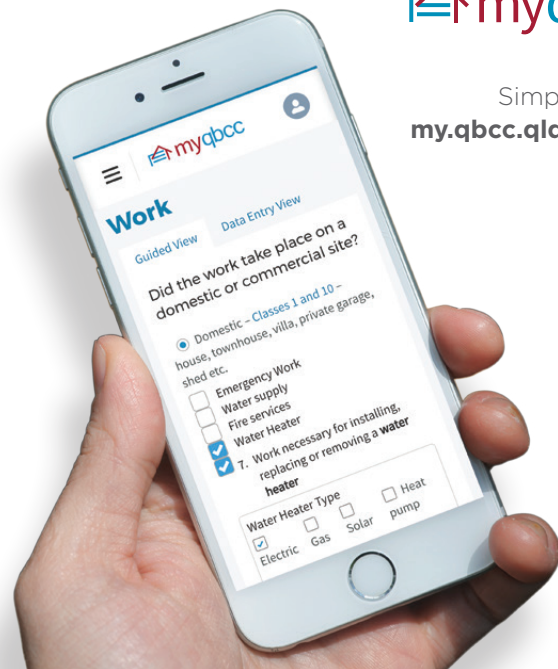 my
Simp
my.qbcc.qld
myqbcc
Work
Guided View
Data Entry View
Did the work take place on a
domestic or commercial site?
Domestic – Classes 1 and 10 –
house, townhouse, villa, private garage,
shed etc.
Emergency Work
Water supply
Fire services
Water Heater
7. Work necessary for installing,
replacing or removing a water
heater
Water Heater Type
Electric
Gas
Solar
Heat
pump